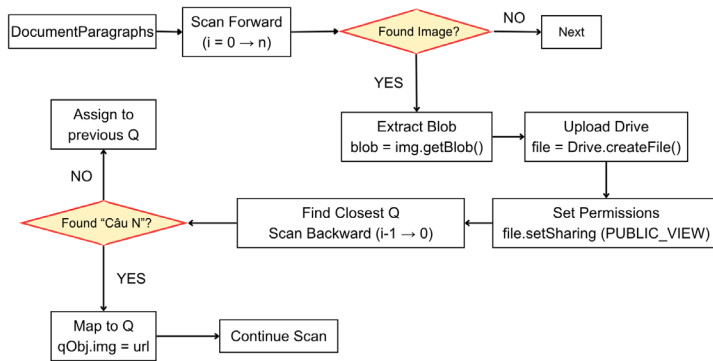 DocumentParagraphs
Scan Forward
(i = 0 → n)
Found Image?
NO
Next
YES
Extract Blob
blob = img.getBlob()
Upload Drive
file = Drive.createFile()
Set Permissions
file.setSharing (PUBLIC_VIEW)
Find Closest Q
Scan Backward (i-1 → 0)
Found “Câu N”?
NO
Assign to
previous Q
YES
Map to Q
qObj.img = url
Continue Scan